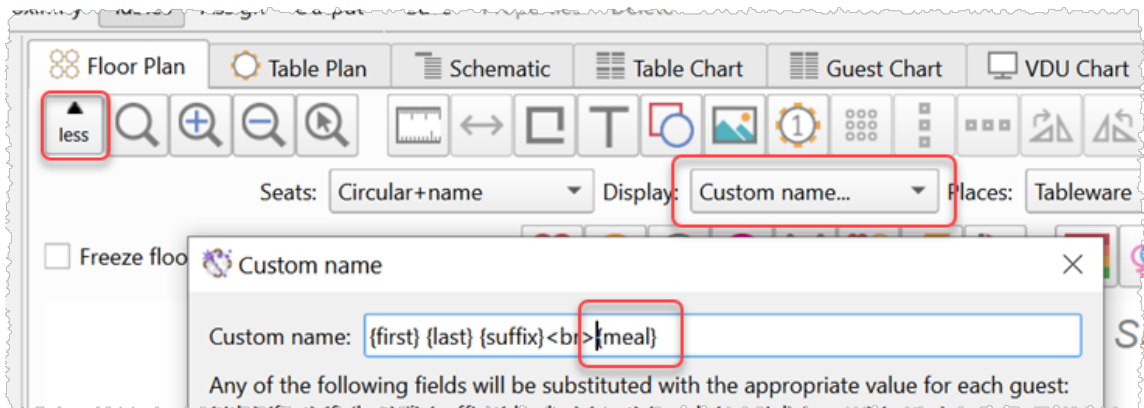 Floor Plan Table Plan Schematic Table Chart Guest Chart VDU Chart
less
T 1
Seats: Circular+name Display: Custom name... Places: Tableware
Freeze floo
Custom name
Custom name: {first} {last} {suffix}<br>{meal}
Any of the following fields will be substituted with the appropriate value for each guest: